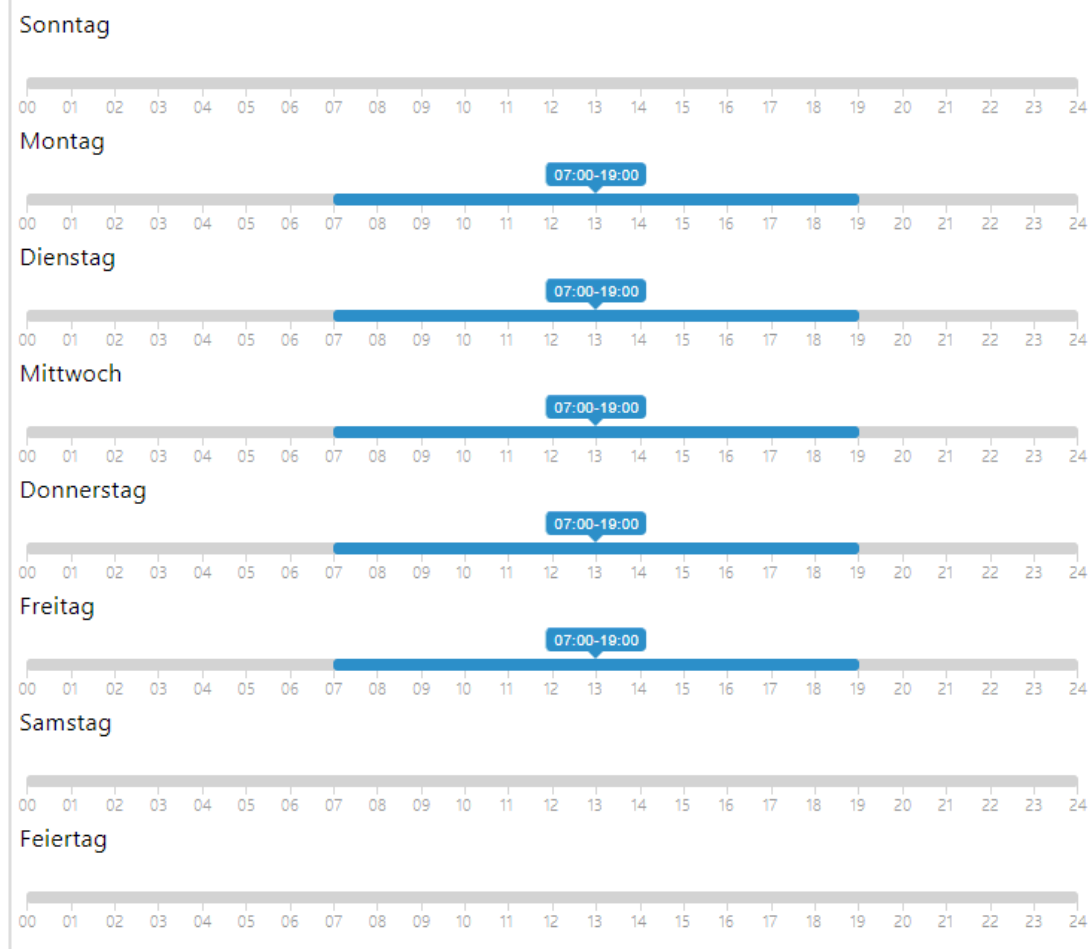 Sonntag
00 01 02 03 04 05 06 07 08 09 10 11 12 13 14 15 16 17 18 19 20 21 22 23 24
Montag
07:00-19:00
00 01 02 03 04 05 06 07 08 09 10 11 12 13 14 15 16 17 18 19 20 21 22 23 24
Dienstag
07:00-19:00
00 01 02 03 04 05 06 07 08 09 10 11 12 13 14 15 16 17 18 19 20 21 22 23 24
Mittwoch
07:00-19:00
00 01 02 03 04 05 06 07 08 09 10 11 12 13 14 15 16 17 18 19 20 21 22 23 24
Donnerstag
07:00-19:00
00 01 02 03 04 05 06 07 08 09 10 11 12 13 14 15 16 17 18 19 20 21 22 23 24
Freitag
07:00-19:00
00 01 02 03 04 05 06 07 08 09 10 11 12 13 14 15 16 17 18 19 20 21 22 23 24
Samstag
00 01 02 03 04 05 06 07 08 09 10 11 12 13 14 15 16 17 18 19 20 21 22 23 24
Feiertag
00 01 02 03 04 05 06 07 08 09 10 11 12 13 14 15 16 17 18 19 20 21 22 23 24